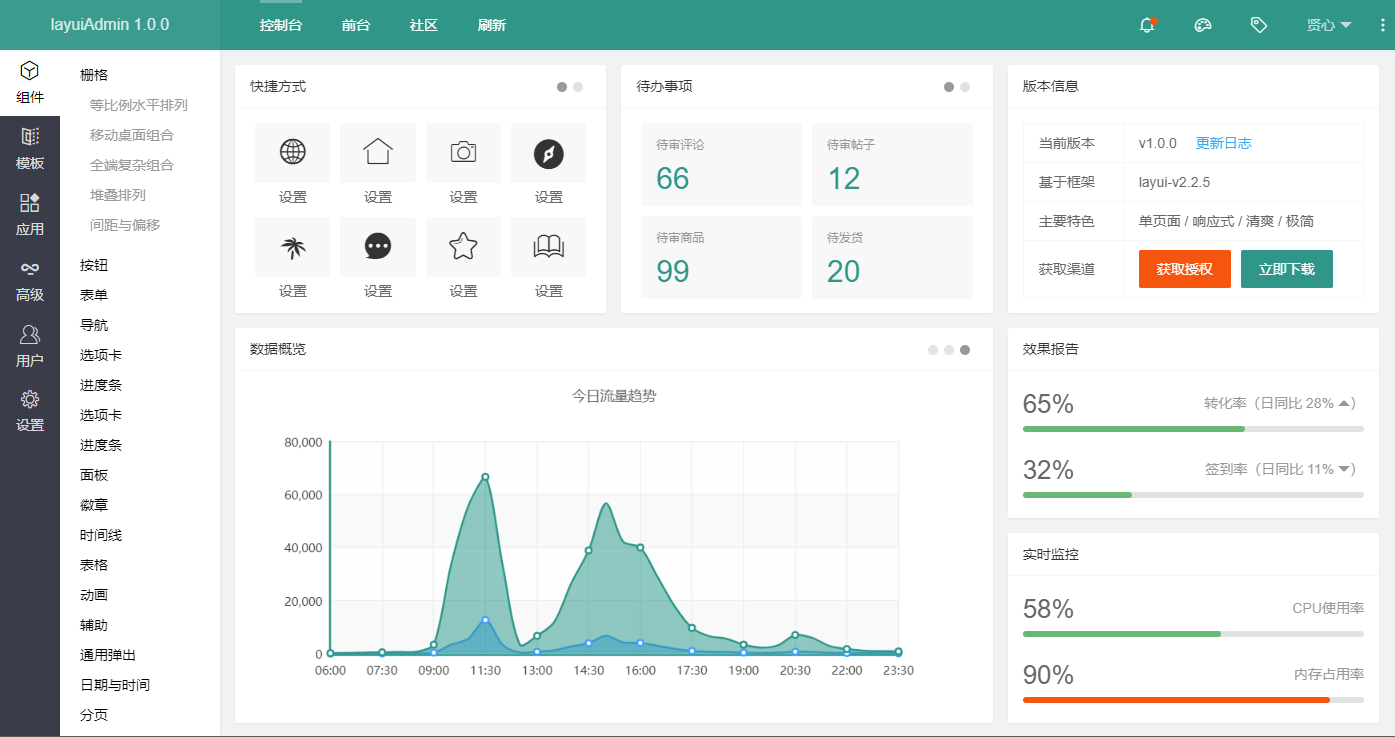 layuiAdmin 1.0.0
控制台 前台 社区 刷新
贤心
组件
模板
应用
高级
用户
设置
栅格
等比例水平排列
移动桌面组合
全端复杂组合
堆叠排列
间距与偏移
按钮
表单
导航
选项卡
进度条
选项卡
进度条
面板
徽章
时间线
表格
动画
辅助
通用弹出
日期与时间
分页
快捷方式
设置 设置 设置 设置
设置 设置 设置 设置
待办事项
待审评论 待审帖子
66 12
待审商品 待发货
99 20
版本信息
当前版本 v1.0.0 更新日志
基于框架 layui-v2.2.5
主要特色 单页面 / 响应式 / 清爽 / 极简
获取渠道 获取授权 立即下载
数据概览
今日流量趋势
80,000
60,000
40,000
20,000
0
06:00 07:30 09:00 11:30 13:00 14:30 16:00 17:30 19:00 20:30 22:00 23:30
效果报告
65% 转化率（日同比 28% ）
32% 签到率（日同比 11% ）
实时监控
58% CPU使用率
90% 内存占用率